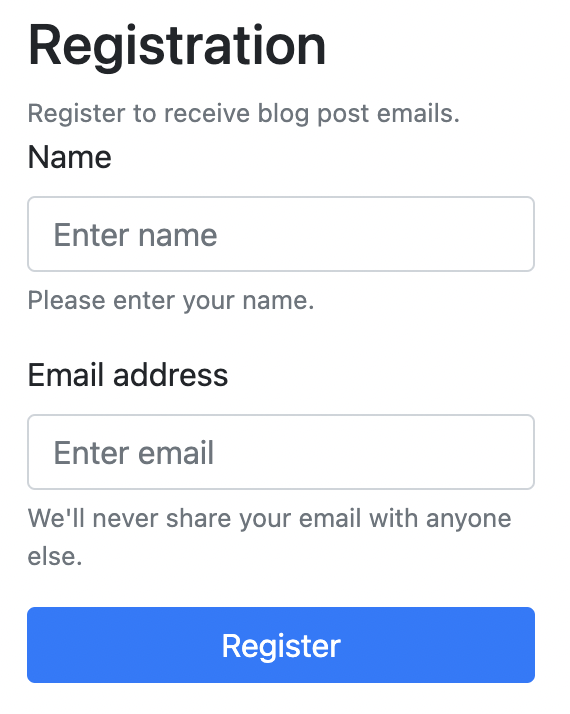 Registration
Register to receive blog post emails.
Name
Enter name
Please enter your name.
Email address
Enter email
We'll never share your email with anyone
else.
Register